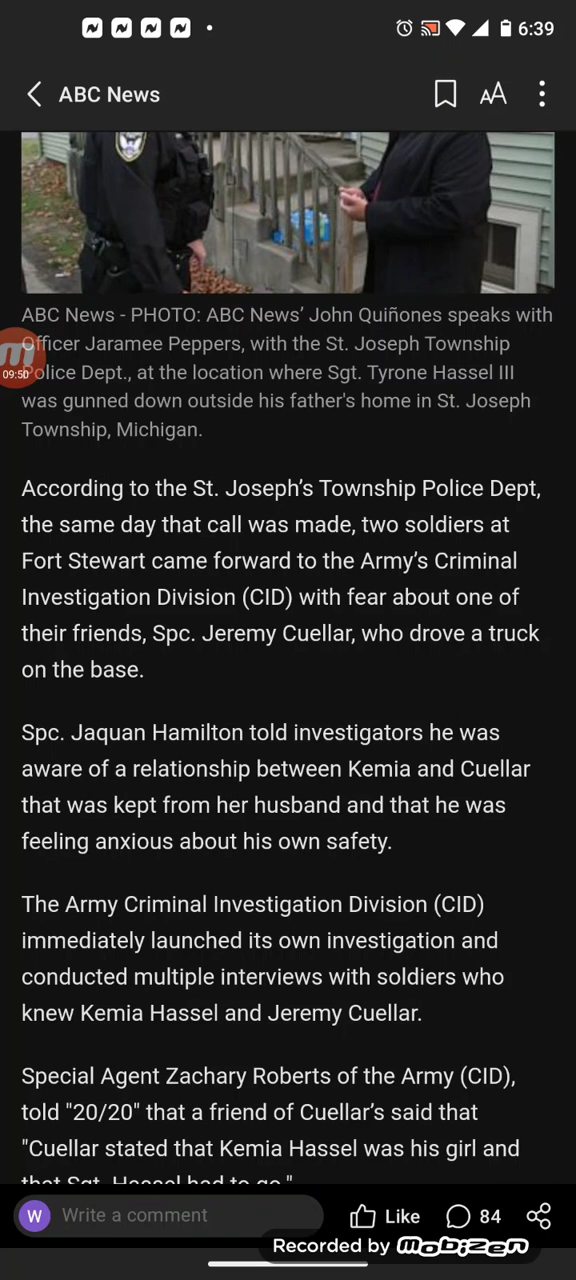 6:39
ABC News
ABC News - PHOTO: ABC News’ John Quiñones speaks with
Officer Jaramee Peppers, with the St. Joseph Township
Police Dept., at the location where Sgt. Tyrone Hassel III
09:50
was gunned down outside his father's home in St. Joseph
Township, Michigan.
According to the St. Joseph’s Township Police Dept,
the same day that call was made, two soldiers at
Fort Stewart came forward to the Army’s Criminal
Investigation Division (CID) with fear about one of
their friends, Spc. Jeremy Cuellar, who drove a truck
on the base.
Spc. Jaquan Hamilton told investigators he was
aware of a relationship between Kemia and Cuellar
that was kept from her husband and that he was
feeling anxious about his own safety.
The Army Criminal Investigation Division (CID)
immediately launched its own investigation and
conducted multiple interviews with soldiers who
knew Kemia Hassel and Jeremy Cuellar.
Special Agent Zachary Roberts of the Army (CID),
told "20/20" that a friend of Cuellar’s said that
"Cuellar stated that Kemia Hassel was his girl and
that Sgt. Hassel had to go."
W Write a comment Like 84
Recorded by mobizen